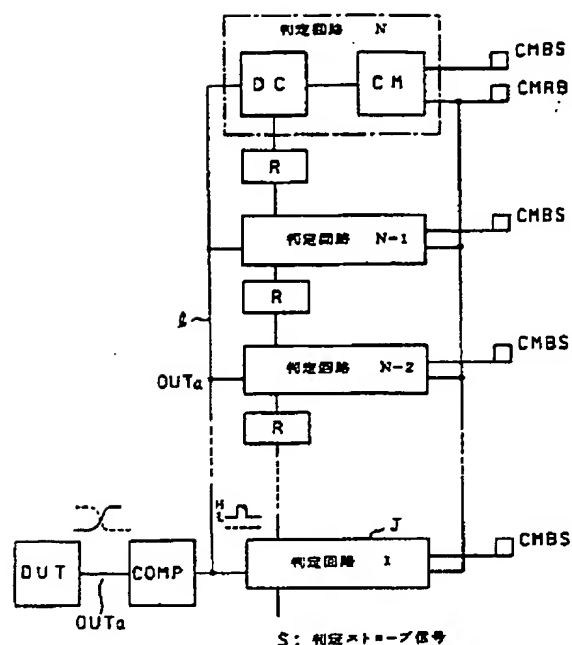 判定回路 N
DC
CM
CMBS
CMRB
R
判定回路 N-1
CMBS
R
ℓ
判定回路 N-2
CMBS
OUTa
R
H
L
J
DUT
COMP
判定回路 1
CMBS
OUTa
S: 判定ストローブ信号